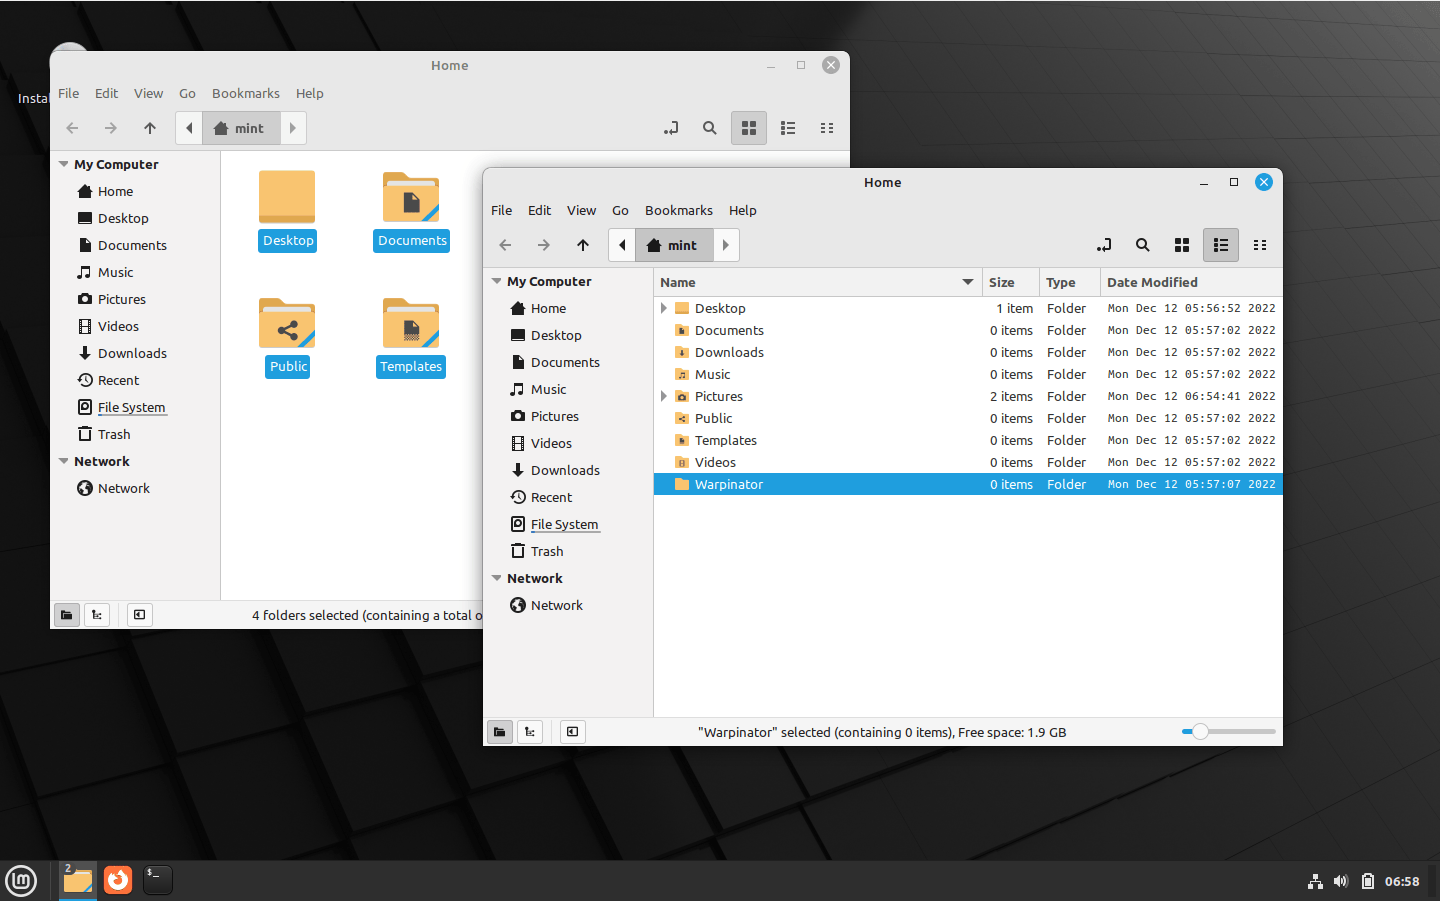 Instal
Home
File Edit View Go Bookmarks Help
mint
My Computer
Home
Desktop
Documents
Music
Pictures
Videos
Downloads
Recent
File System
Trash
Network
Network
Desktop Documents
Public Templates
4 folders selected (containing a total o
Home
File Edit View Go Bookmarks Help
mint
My Computer
Home
Desktop
Documents
Music
Pictures
Videos
Downloads
Recent
File System
Trash
Network
Network
Name Size Type Date Modified
Desktop 1 item Folder Mon Dec 12 05:56:52 2022
Documents 0 items Folder Mon Dec 12 05:57:02 2022
Downloads 0 items Folder Mon Dec 12 05:57:02 2022
Music 0 items Folder Mon Dec 12 05:57:02 2022
Pictures 2 items Folder Mon Dec 12 06:54:41 2022
Public 0 items Folder Mon Dec 12 05:57:02 2022
Templates 0 items Folder Mon Dec 12 05:57:02 2022
Videos 0 items Folder Mon Dec 12 05:57:02 2022
Warpinator 0 items Folder Mon Dec 12 05:57:07 2022
"Warpinator" selected (containing 0 items), Free space: 1.9 GB
2
$_
06:58